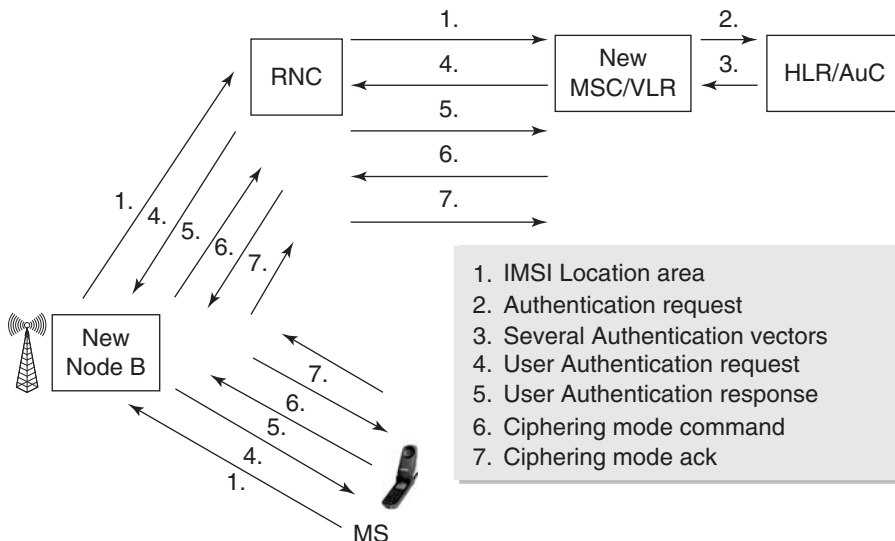 1.
2.
RNC
New
MSC/VLR
HLR/AuC
4.
3.
5.
6.
7.
1.
4.
5.
6.
7.
New
Node B
7.
6.
5.
4.
1.
MS
1. IMSI Location area
2. Authentication request
3. Several Authentication vectors
4. User Authentication request
5. User Authentication response
6. Ciphering mode command
7. Ciphering mode ack